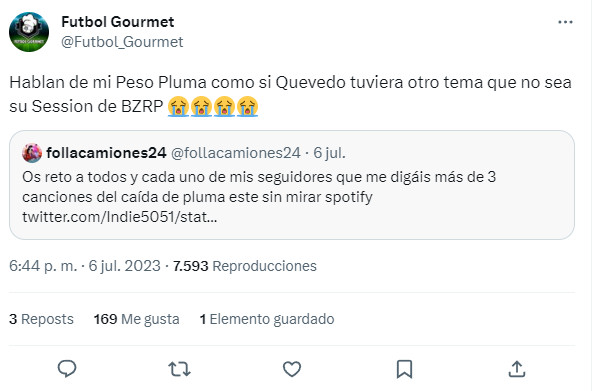 Futbol Gourmet
@Futbol_Gourmet
Hablan de mi Peso Pluma como si Quevedo tuviera otro tema que no sea
su Session de BZRP 😭😭😭😭
follacamiones24 @follacamiones24 · 6 jul.
Os reto a todos y cada uno de mis seguidores que me digáis más de 3
canciones del caída de pluma este sin mirar spotify
twitter.com/Indie5051/stat...
6:44 p. m. · 6 jul. 2023 · 7.593 Reproducciones
3 Reposts 169 Me gusta 1 Elemento guardado